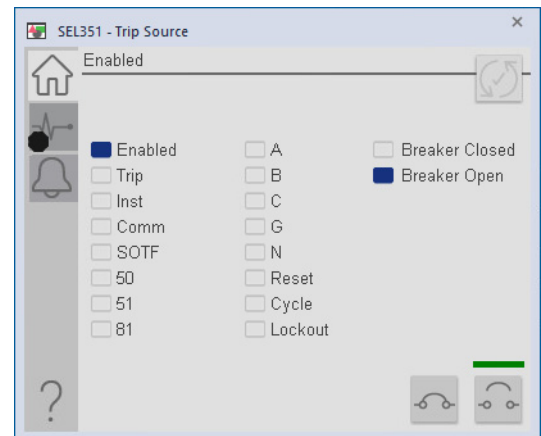 SEL351 - Trip Source
Enabled
Enabled
Trip
Inst
Comm
SOTF
50
51
81
A
B
C
G
N
Reset
Cycle
Lockout
Breaker Closed
Breaker Open
?